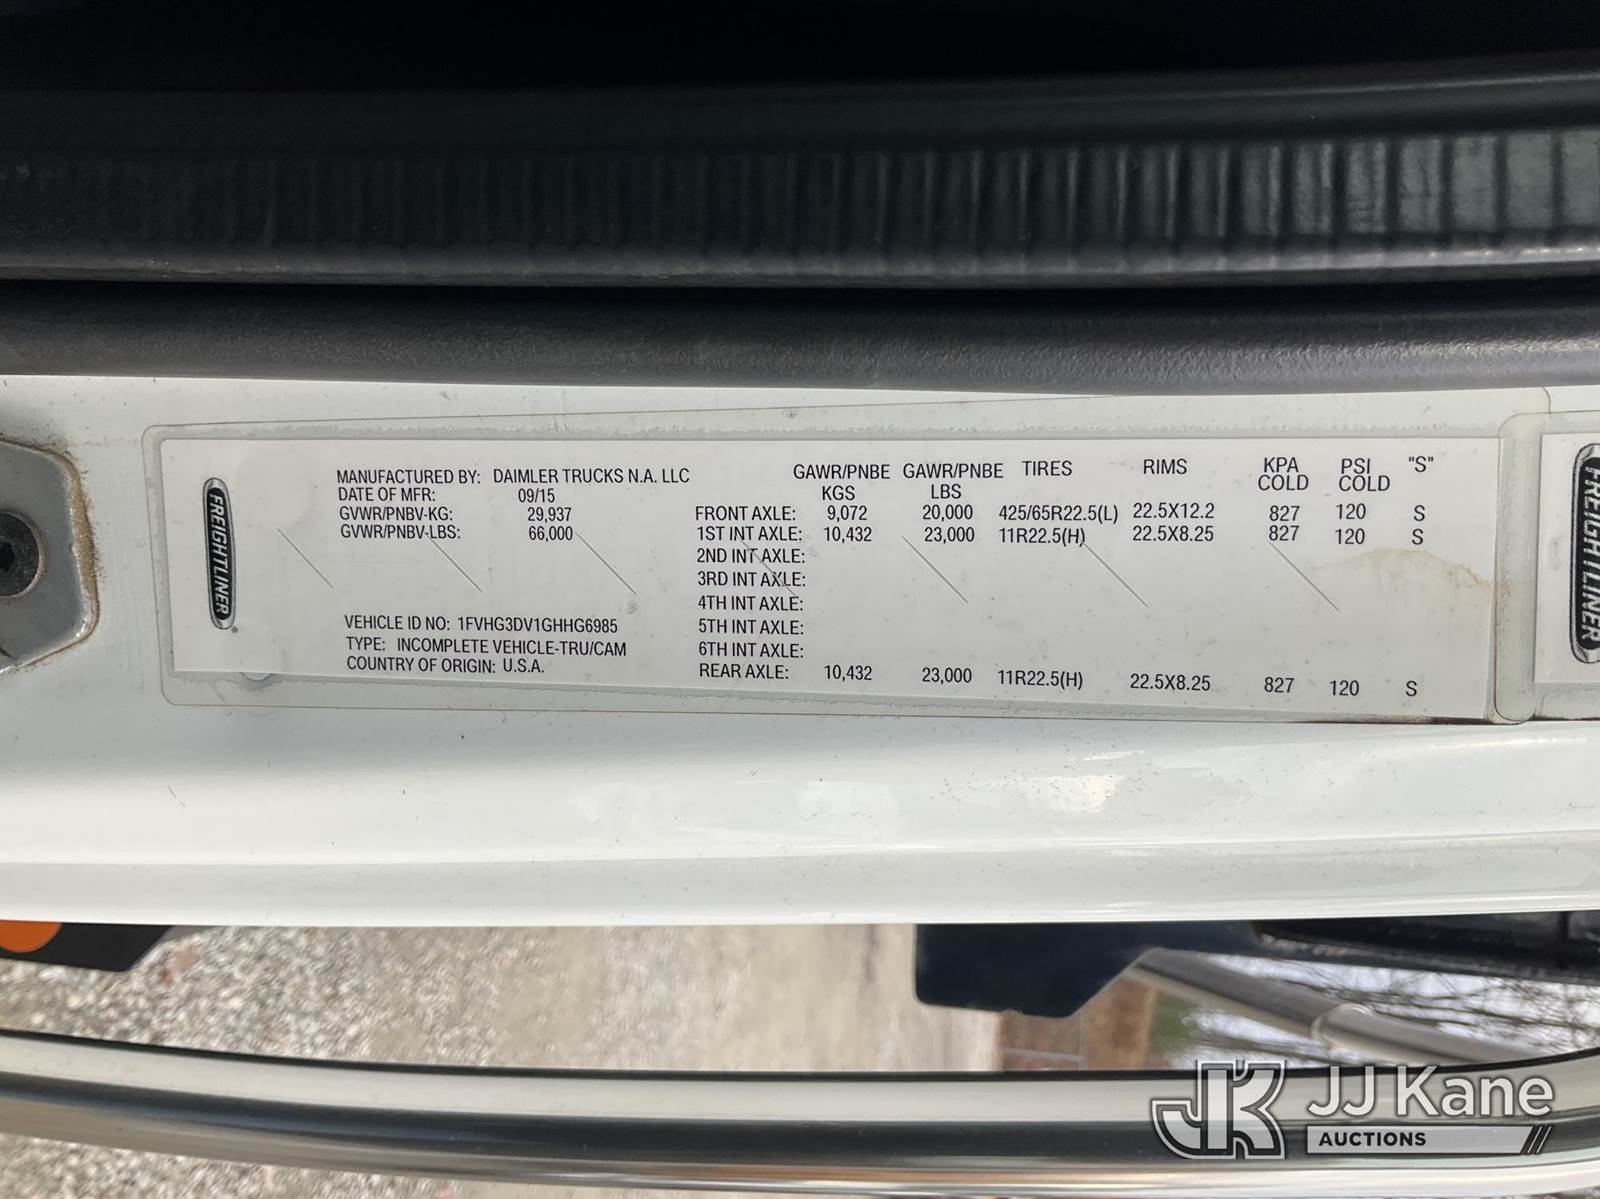 FREIGHTLINER
MANUFACTURED BY: DAIMLER TRUCKS N.A. LLC
DATE OF MFR: 09/15
GVWR/PNBV-KG: 29,937
GVWR/PNBV-LBS: 66,000
VEHICLE ID NO: 1FVHG3DV1GHHG6985
TYPE: INCOMPLETE VEHICLE-TRU/CAM
COUNTRY OF ORIGIN: U.S.A.
GAWR/PNBE GAWR/PNBE TIRES RIMS KPA PSI "S"
KGS LBS COLD COLD
FRONT AXLE: 9,072 20,000 425/65R22.5(L) 22.5X12.2 827 120 S
1ST INT AXLE: 10,432 23,000 11R22.5(H) 22.5X8.25 827 120 S
2ND INT AXLE:
3RD INT AXLE:
4TH INT AXLE:
5TH INT AXLE:
6TH INT AXLE:
REAR AXLE: 10,432 23,000 11R22.5(H) 22.5X8.25 827 120 S
FREIGHTLINER
JK JJ Kane
AUCTIONS